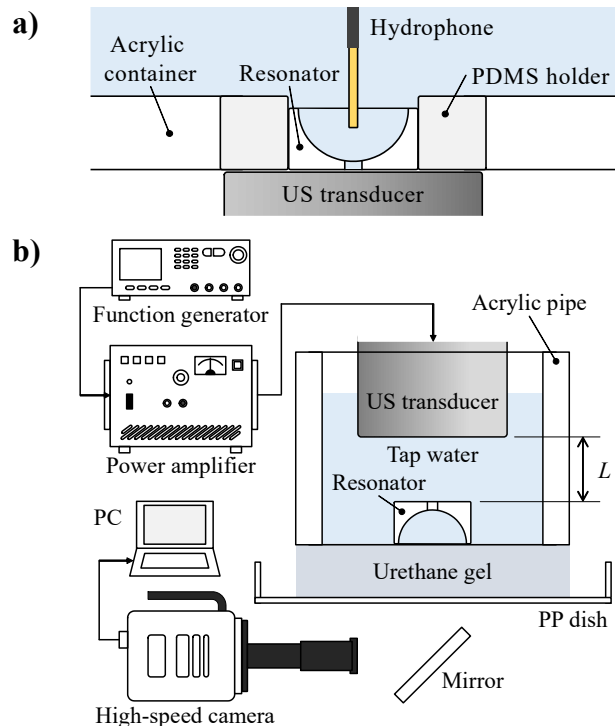 a)
Hydrophone
Acrylic
container
Resonator
PDMS holder
US transducer
b)
Function generator
Acrylic pipe
US transducer
Power amplifier
Tap water
L
Resonator
PC
Urethane gel
PP dish
Mirror
High-speed camera